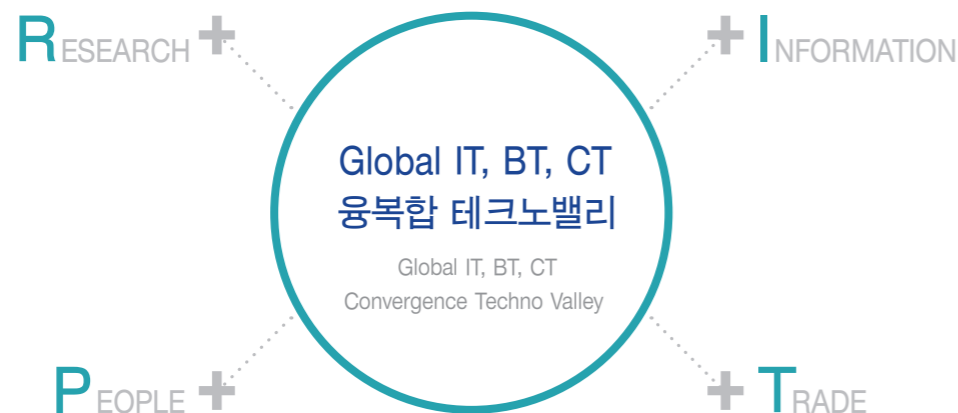 RESEARCH +
+ INFORMATION
Global IT, BT, CT
융복합 테크노밸리
Global IT, BT, CT
Convergence Techno Valley
PEOPLE +
+ TRADE